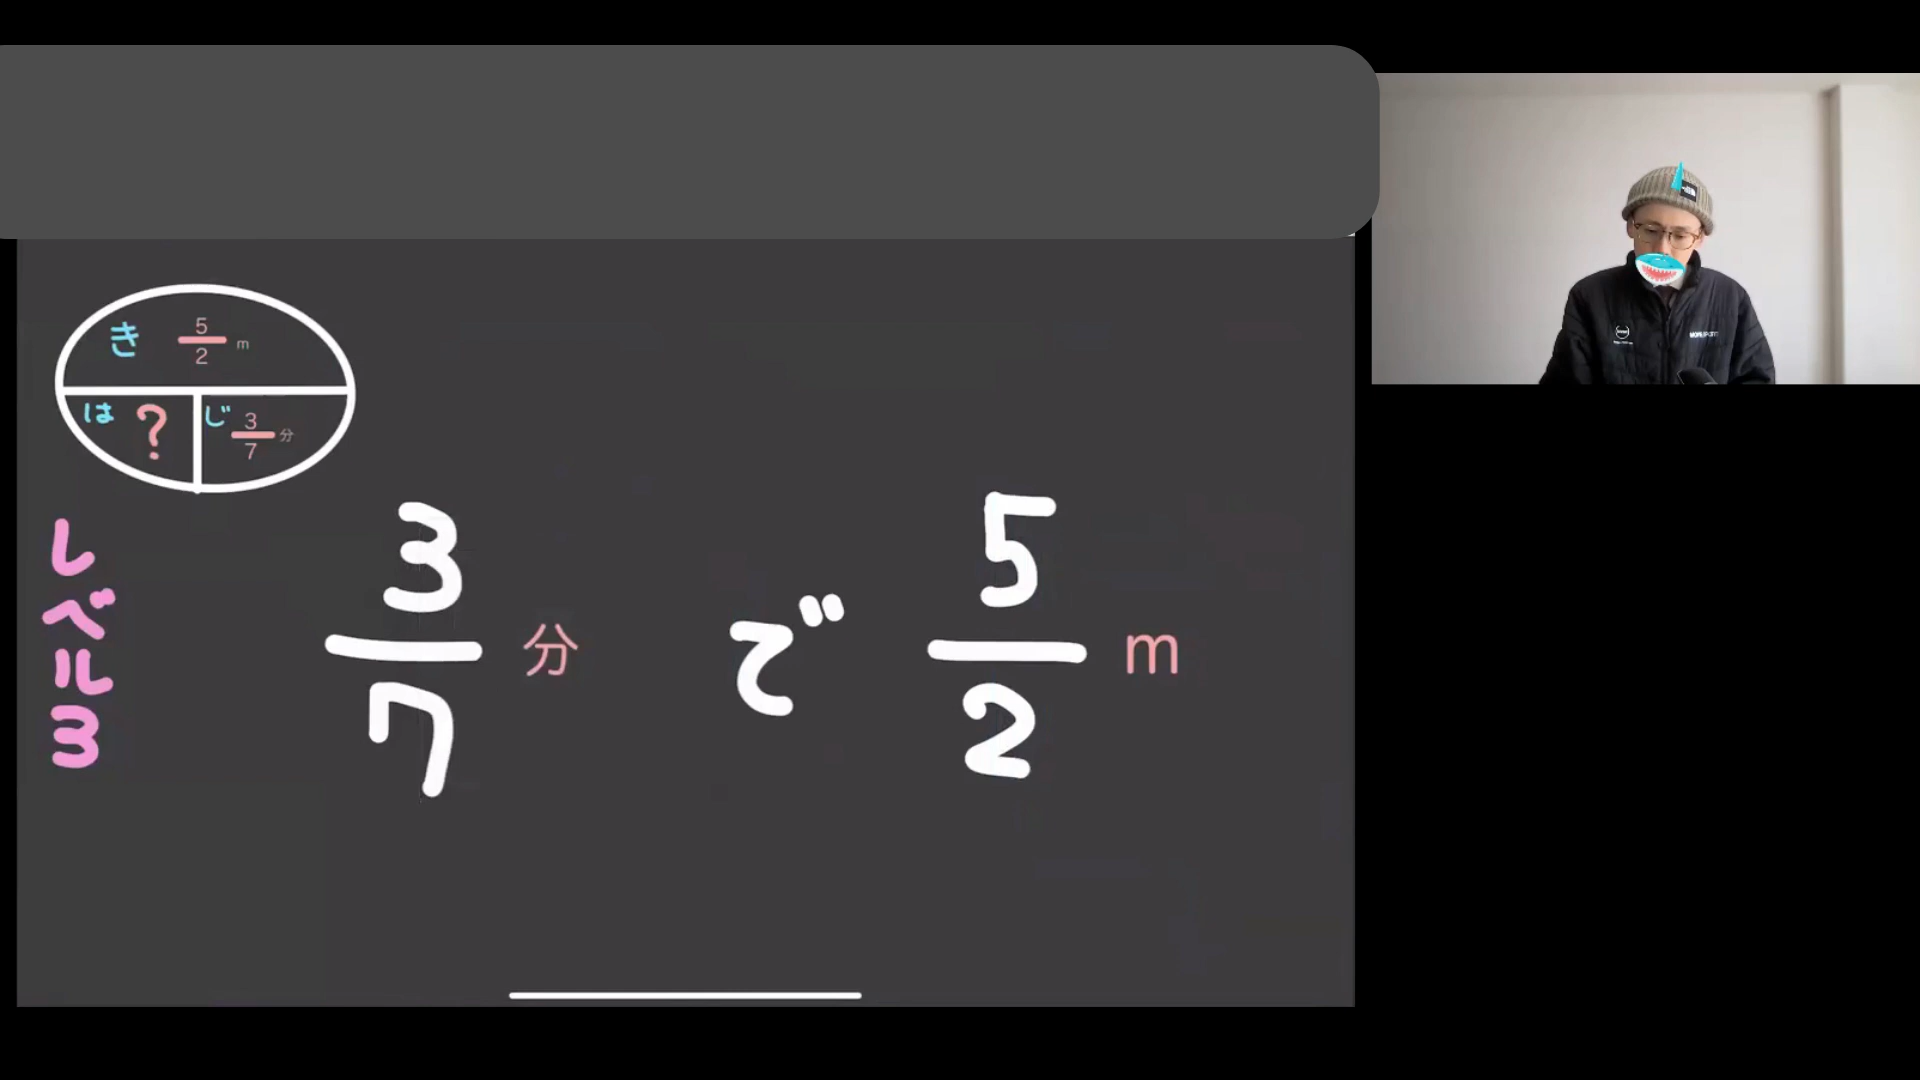 き 5/2 m
は ? じ 3/7 分
レベル3
3/7 分 で 5/2 m